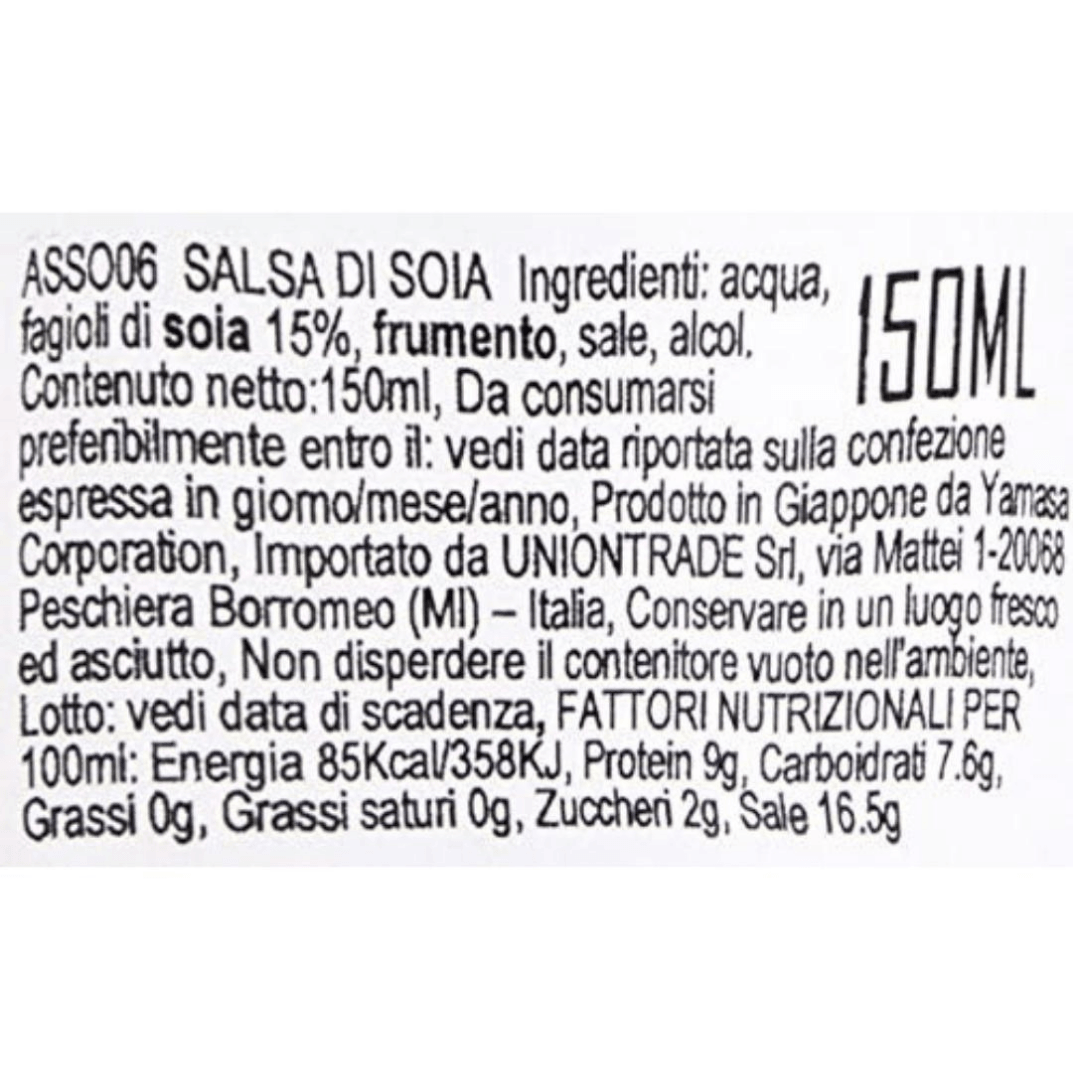 ASSO06 SALSA DI SOIA Ingredienti: acqua,
fagioli di soia 15%, frumento, sale, alcol.
150ML
Contenuto netto:150ml, Da consumarsi
preferibilmente entro il: vedi data riportata sulla confezione
espressa in giorno/mese/anno, Prodotto in Giappone da Yamasa
Corporation, Importato da UNIONTRADE Srl, via Mattei 1-20068
Peschiera Borromeo (MI) – Italia, Conservare in un luogo fresco
ed asciutto, Non disperdere il contenitore vuoto nell'ambiente,
Lotto: vedi data di scadenza, FATTORI NUTRIZIONALI PER
100ml: Energia 85Kcal/358KJ, Protein 9g, Carboidrati 7.6g,
Grassi 0g, Grassi saturi 0g, Zuccheri 2g, Sale 16.5g